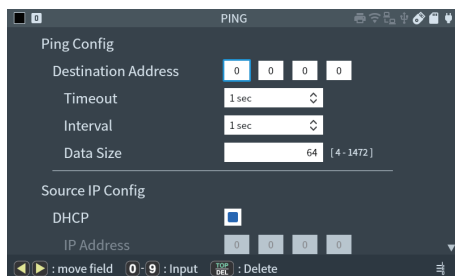 0 PING
Ping Config
Destination Address 0 0 0 0
Timeout 1 sec
Interval 1 sec
Data Size 64 [ 4 - 1472 ]
Source IP Config
DHCP
IP Address 0 0 0 0
: move field 0 - 9 : Input TOP DEL : Delete